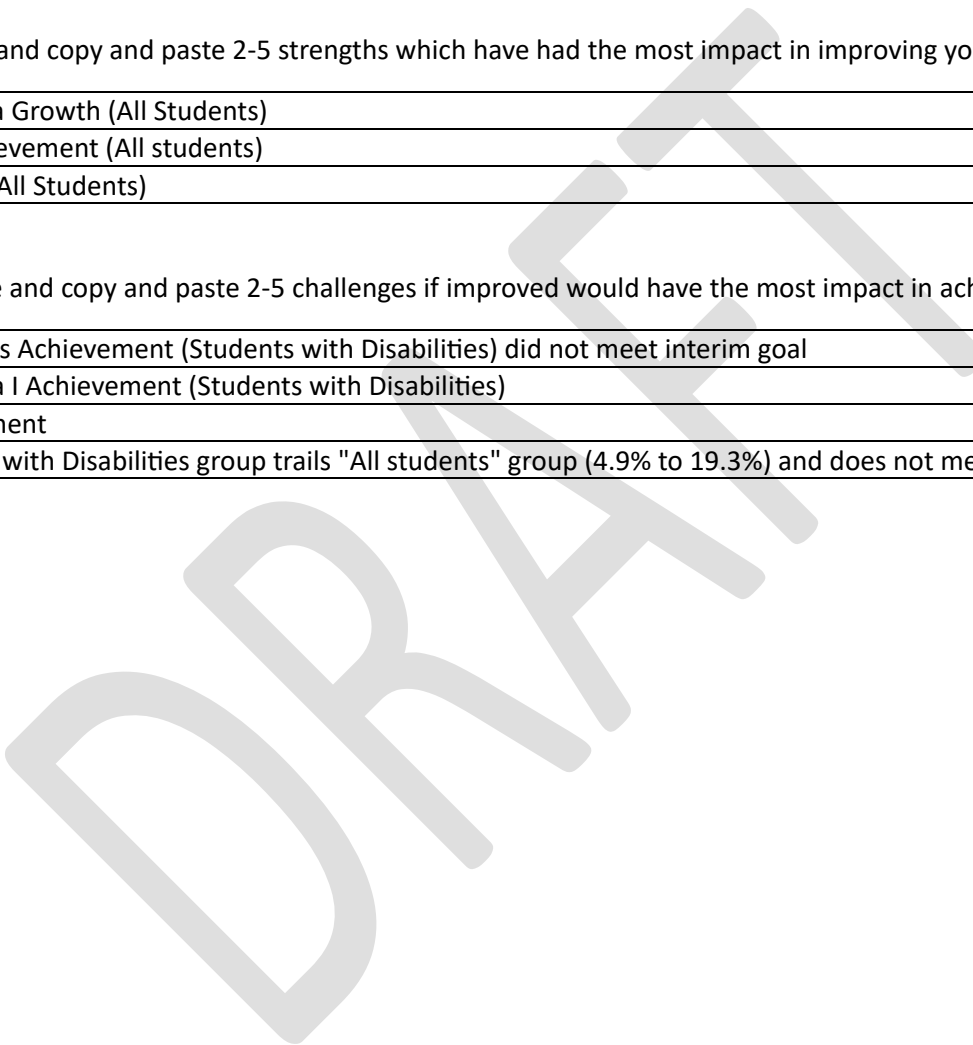 and copy and paste 2-5 strengths which have had the most impact in improving yo
Growth (All Students)
evement (All students)
All Students)
and copy and paste 2-5 challenges if improved would have the most impact in ach
s Achievement (Students with Disabilities) did not meet interim goal
a I Achievement (Students with Disabilities)
ment
with Disabilities group trails "All students" group (4.9% to 19.3%) and does not me
DRAFT